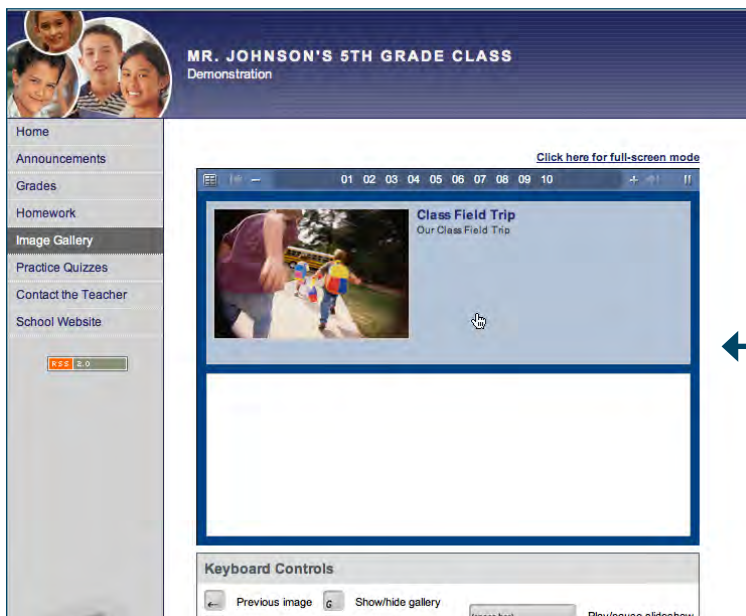 MR. JOHNSON'S 5TH GRADE CLASS
Demonstration
Home
Announcements
Grades
Homework
Image Gallery
Practice Quizzes
Contact the Teacher
School Website
RSS 2.0
Click here for full-screen mode
01 02 03 04 05 06 07 08 09 10
Class Field Trip
Our Class Field Trip
Keyboard Controls
← Previous image G Show/hide gallery
Play/pause slideshow